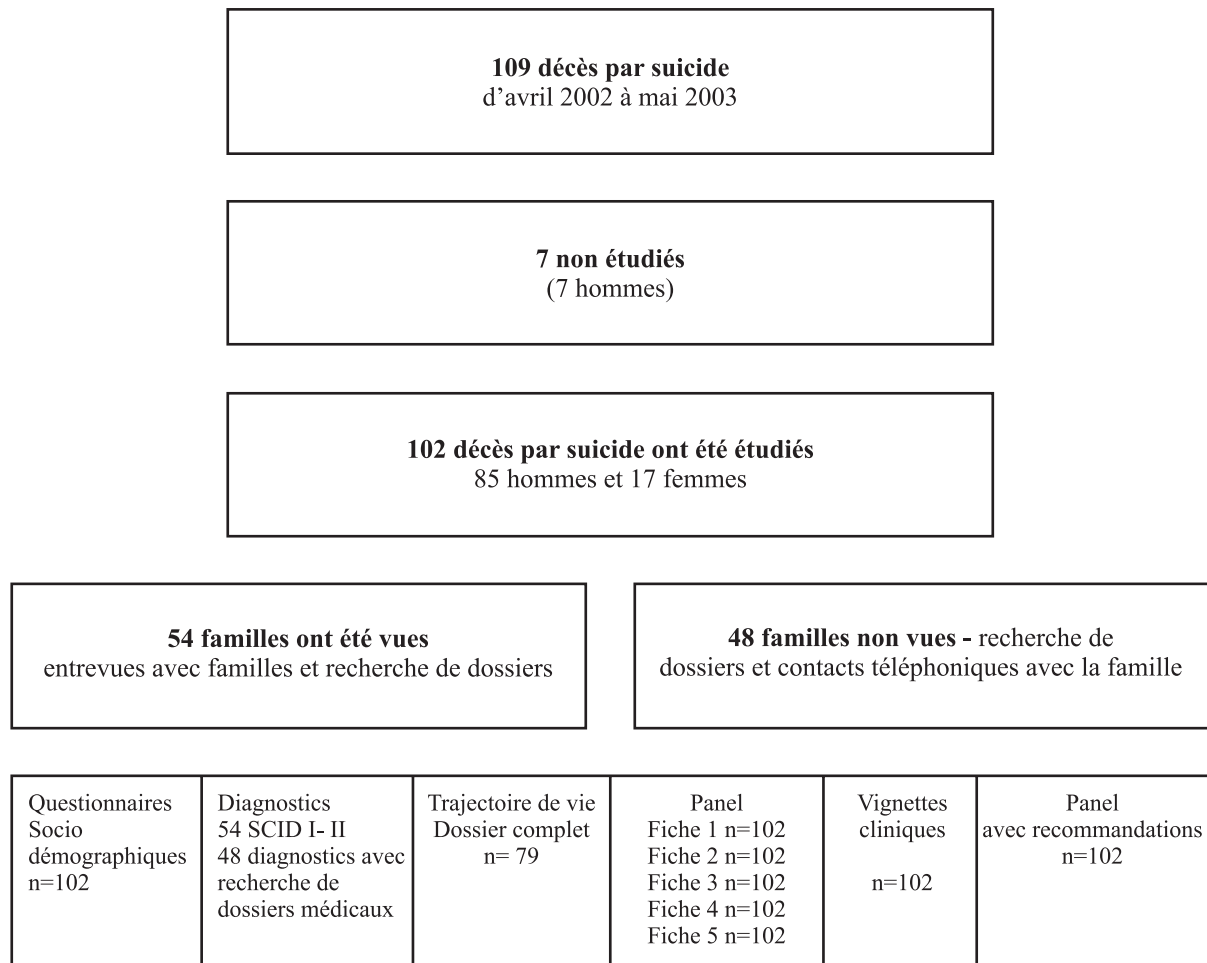 109 décès par suicide
d'avril 2002 à mai 2003
7 non étudiés
(7 hommes)
102 décès par suicide ont été étudiés
85 hommes et 17 femmes
54 familles ont été vues
entrevues avec familles et recherche de dossiers
48 familles non vues - recherche de
dossiers et contacts téléphoniques avec la famille
Questionnaires
Socio
démographiques
n=102
Diagnostics
54 SCID I- II
48 diagnostics avec
recherche de
dossiers médicaux
Trajectoire de vie
Dossier complet
n= 79
Panel
Fiche 1 n=102
Fiche 2 n=102
Fiche 3 n=102
Fiche 4 n=102
Fiche 5 n=102
Vignettes
cliniques
n=102
Panel
avec recommandations
n=102